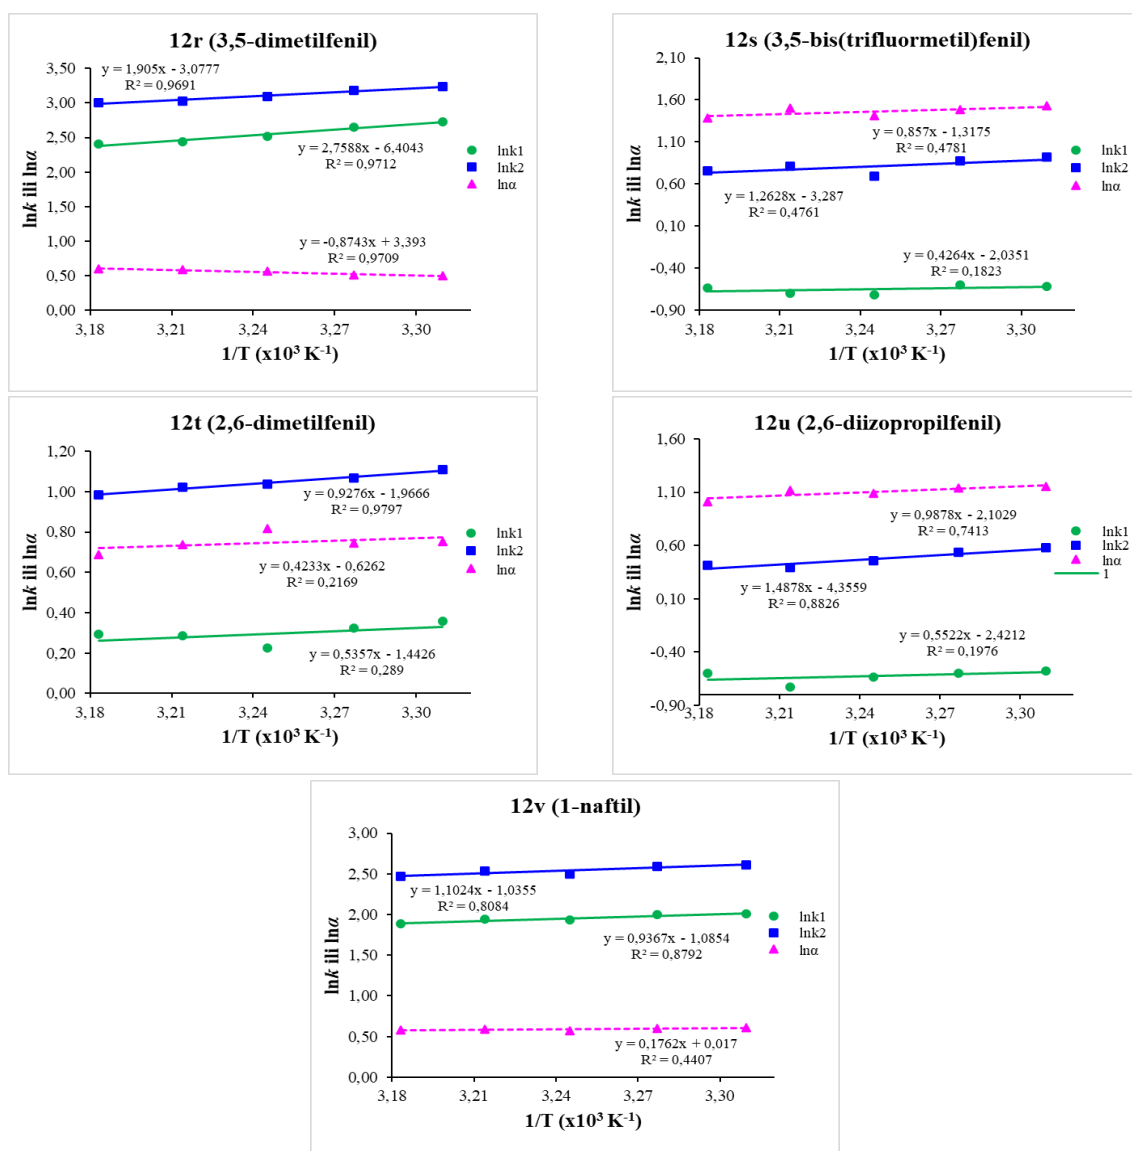 12r (3,5-dimetilfenil)
3,50
3,00
2,50
2,00
1,50
1,00
0,50
0,00
lnk ili lnα
y = 1,905x - 3,0777
R² = 0,9691
y = 2,7588x - 6,4043
R² = 0,9712
y = -0,8743x + 3,393
R² = 0,9709
lnk1
lnk2
lnα
3,18 3,21 3,24 3,27 3,30
1/T (x10³ K⁻¹)
12s (3,5-bis(trifluormetil)fenil)
2,10
1,60
1,10
0,60
0,10
-0,40
-0,90
lnk ili lnα
y = 0,857x - 1,3175
R² = 0,4781
y = 1,2628x - 3,287
R² = 0,4761
y = 0,4264x - 2,0351
R² = 0,1823
lnk1
lnk2
lnα
3,18 3,21 3,24 3,27 3,30
1/T (x10³ K⁻¹)
12t (2,6-dimetilfenil)
1,20
1,00
0,80
0,60
0,40
0,20
0,00
lnk ili lnα
y = 0,9276x - 1,9666
R² = 0,9797
y = 0,4233x - 0,6262
R² = 0,2169
y = 0,5357x - 1,4426
R² = 0,289
lnk1
lnk2
lnα
3,18 3,21 3,24 3,27 3,30
1/T (x10³ K⁻¹)
12u (2,6-diizopropilfenil)
1,60
1,10
0,60
0,10
-0,40
-0,90
lnk ili lnα
y = 0,9878x - 2,1029
R² = 0,7413
y = 1,4878x - 4,3559
R² = 0,8826
y = 0,5522x - 2,4212
R² = 0,1976
lnk1
lnk2
lnα
1
3,18 3,21 3,24 3,27 3,30
1/T (x10³ K⁻¹)
12v (1-naftil)
3,00
2,50
2,00
1,50
1,00
0,50
0,00
lnk ili lnα
y = 1,1024x - 1,0355
R² = 0,8084
y = 0,9367x - 1,0854
R² = 0,8792
y = 0,1762x + 0,017
R² = 0,4407
lnk1
lnk2
lnα
3,18 3,21 3,24 3,27 3,30
1/T (x10³ K⁻¹)